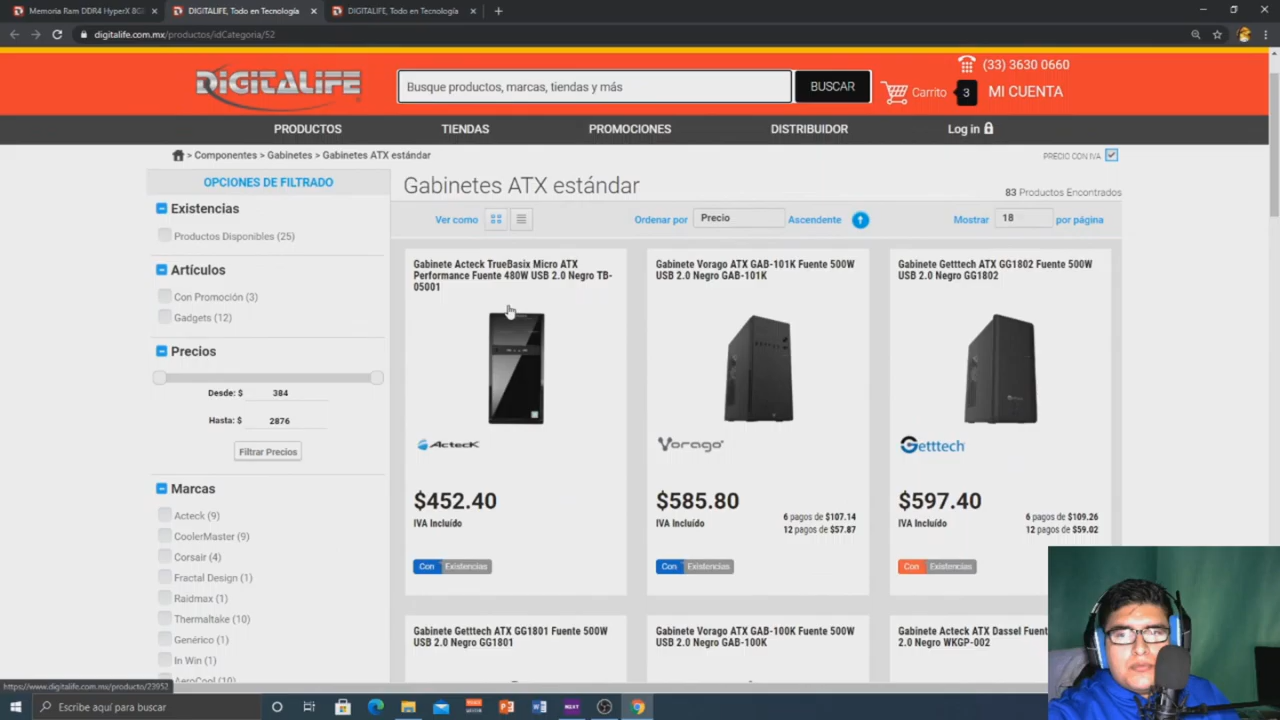 Memoria Ram DDR4 HyperX 8G
DIGITALIFE, Todo en Tecnología
DIGITALIFE, Todo en Tecnología
digitalife.com.mx/productos/idCategoria/52
DIGITALIFE
Busque productos, marcas, tiendas y más
BUSCAR
(33) 3630 0660
Carrito 3
MI CUENTA
PRODUCTOS
TIENDAS
PROMOCIONES
DISTRIBUIDOR
Log in
> Componentes > Gabinetes > Gabinetes ATX estándar
PRECIO CON IVA
OPCIONES DE FILTRADO
Existencias
Productos Disponibles (25)
Artículos
Con Promoción (3)
Gadgets (12)
Precios
Desde: $ 384
Hasta: $ 2876
Filtrar Precios
Marcas
Acteck (9)
CoolerMaster (9)
Corsair (4)
Fractal Design (1)
Raidmax (1)
Thermaltake (10)
Genérico (1)
In Win (1)
AeroCool (10)
Gabinetes ATX estándar
83 Productos Encontrados
Ver como
Ordenar por Precio Ascendente
Mostrar 18 por página
Gabinete Acteck TrueBasix Micro ATX
Performance Fuente 480W USB 2.0 Negro TB-
05001
Acteck
$452.40
IVA Incluído
Con Existencias
Gabinete Vorago ATX GAB-101K Fuente 500W
USB 2.0 Negro GAB-101K
Vorago
$585.80
IVA Incluído
6 pagos de $107.14
12 pagos de $57.87
Con Existencias
Gabinete Getttech ATX GG1802 Fuente 500W
USB 2.0 Negro GG1802
Getttech
$597.40
IVA Incluído
6 pagos de $109.26
12 pagos de $59.02
Con Existencias
Gabinete Getttech ATX GG1801 Fuente 500W
USB 2.0 Negro GG1801
Gabinete Vorago ATX GAB-100K Fuente 500W
USB 2.0 Negro GAB-100K
Gabinete Acteck ATX Dassel Fuent
2.0 Negro WKGP-002
https://www.digitalife.com.mx/producto/23952
Escribe aquí para buscar